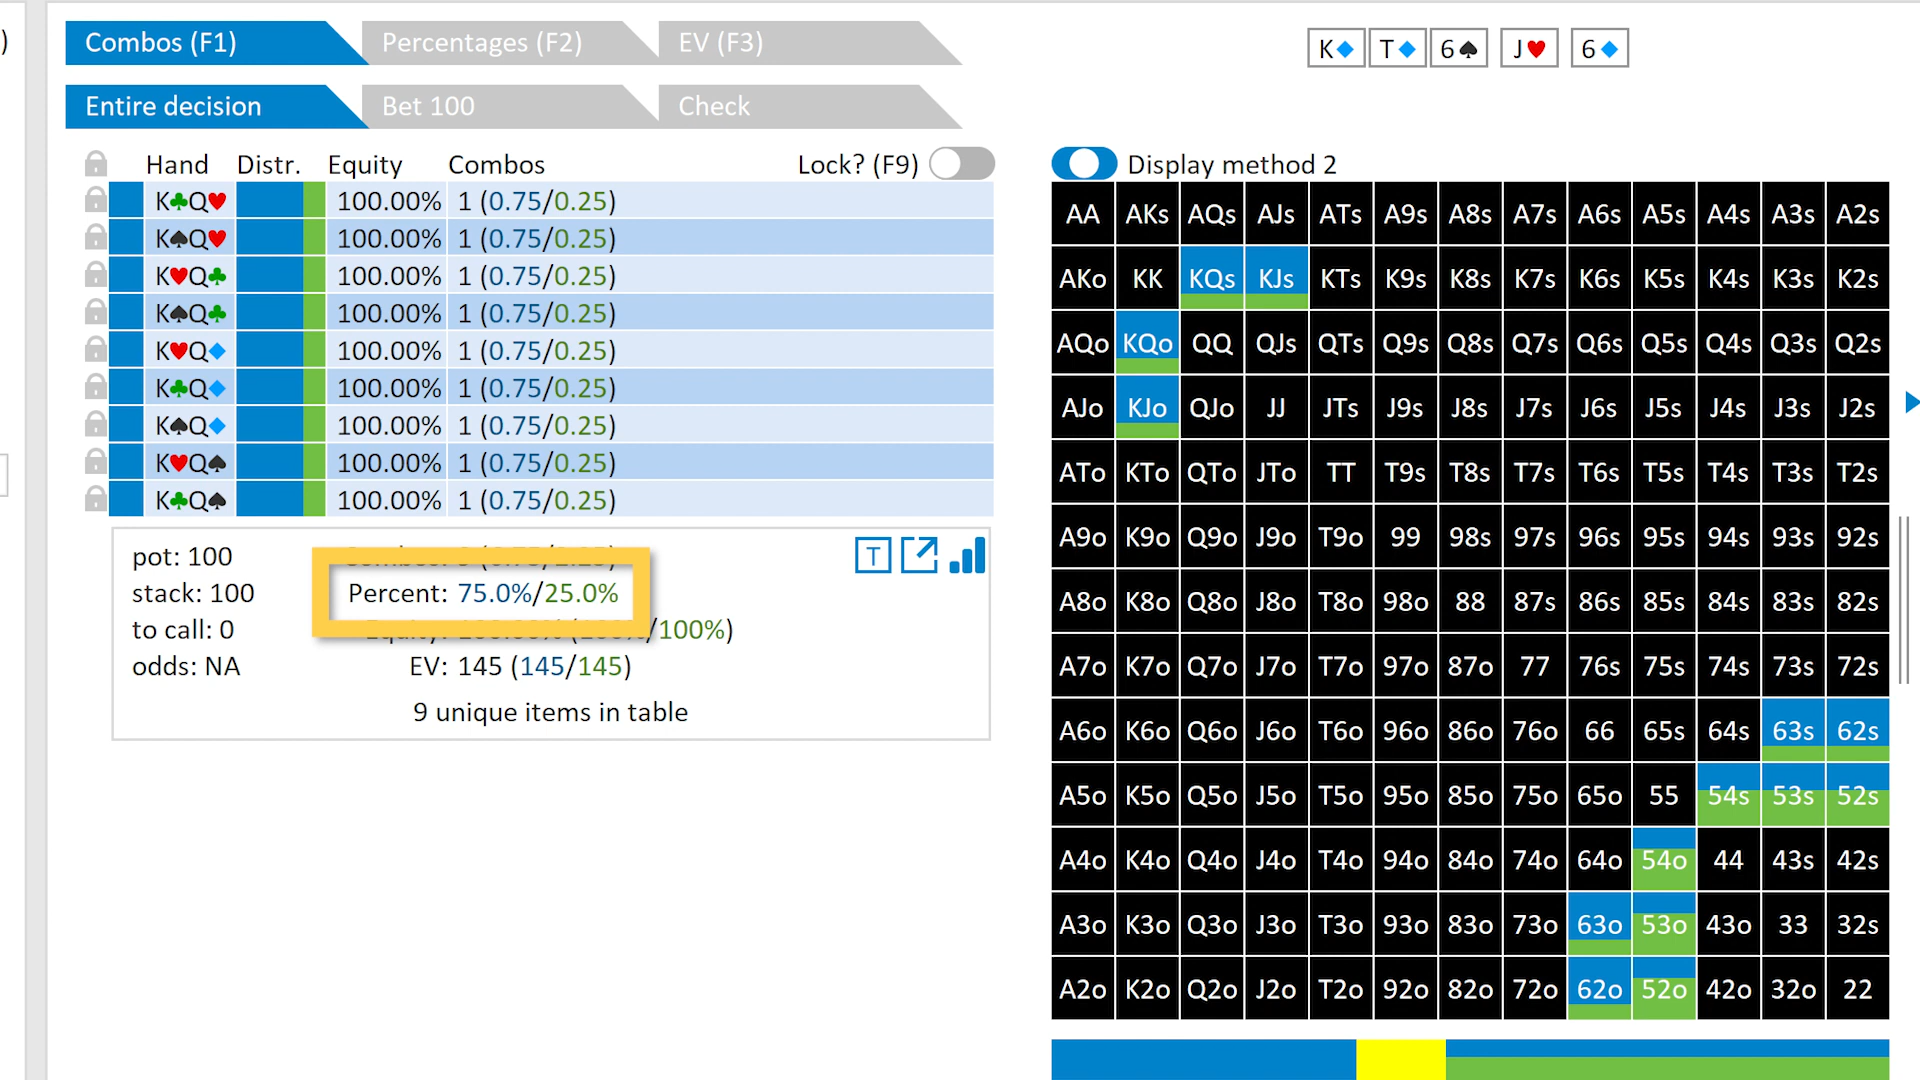 )
Combos (F1) Percentages (F2) EV (F3)
K♦ T♦ 6♠ J♥ 6♦
Entire decision Bet 100 Check
Hand Distr. Equity Combos Lock? (F9)
K♣Q♥ 100.00% 1 (0.75/0.25)
K♠Q♥ 100.00% 1 (0.75/0.25)
K♥Q♣ 100.00% 1 (0.75/0.25)
K♠Q♣ 100.00% 1 (0.75/0.25)
K♥Q♦ 100.00% 1 (0.75/0.25)
K♣Q♦ 100.00% 1 (0.75/0.25)
K♠Q♦ 100.00% 1 (0.75/0.25)
K♥Q♠ 100.00% 1 (0.75/0.25)
K♣Q♠ 100.00% 1 (0.75/0.25)
pot: 100
T
stack: 100 Percent: 75.0%/25.0%
to call: 0 /100%)
odds: NA EV: 145 (145/145)
9 unique items in table
Display method 2
AA AKs AQs AJs ATs A9s A8s A7s A6s A5s A4s A3s A2s
AKo KK KQs KJs KTs K9s K8s K7s K6s K5s K4s K3s K2s
AQo KQo QQ QJs QTs Q9s Q8s Q7s Q6s Q5s Q4s Q3s Q2s
AJo KJo QJo JJ JTs J9s J8s J7s J6s J5s J4s J3s J2s
ATo KTo QTo JTo TT T9s T8s T7s T6s T5s T4s T3s T2s
A9o K9o Q9o J9o T9o 99 98s 97s 96s 95s 94s 93s 92s
A8o K8o Q8o J8o T8o 98o 88 87s 86s 85s 84s 83s 82s
A7o K7o Q7o J7o T7o 97o 87o 77 76s 75s 74s 73s 72s
A6o K6o Q6o J6o T6o 96o 86o 76o 66 65s 64s 63s 62s
A5o K5o Q5o J5o T5o 95o 85o 75o 65o 55 54s 53s 52s
A4o K4o Q4o J4o T4o 94o 84o 74o 64o 54o 44 43s 42s
A3o K3o Q3o J3o T3o 93o 83o 73o 63o 53o 43o 33 32s
A2o K2o Q2o J2o T2o 92o 82o 72o 62o 52o 42o 32o 22